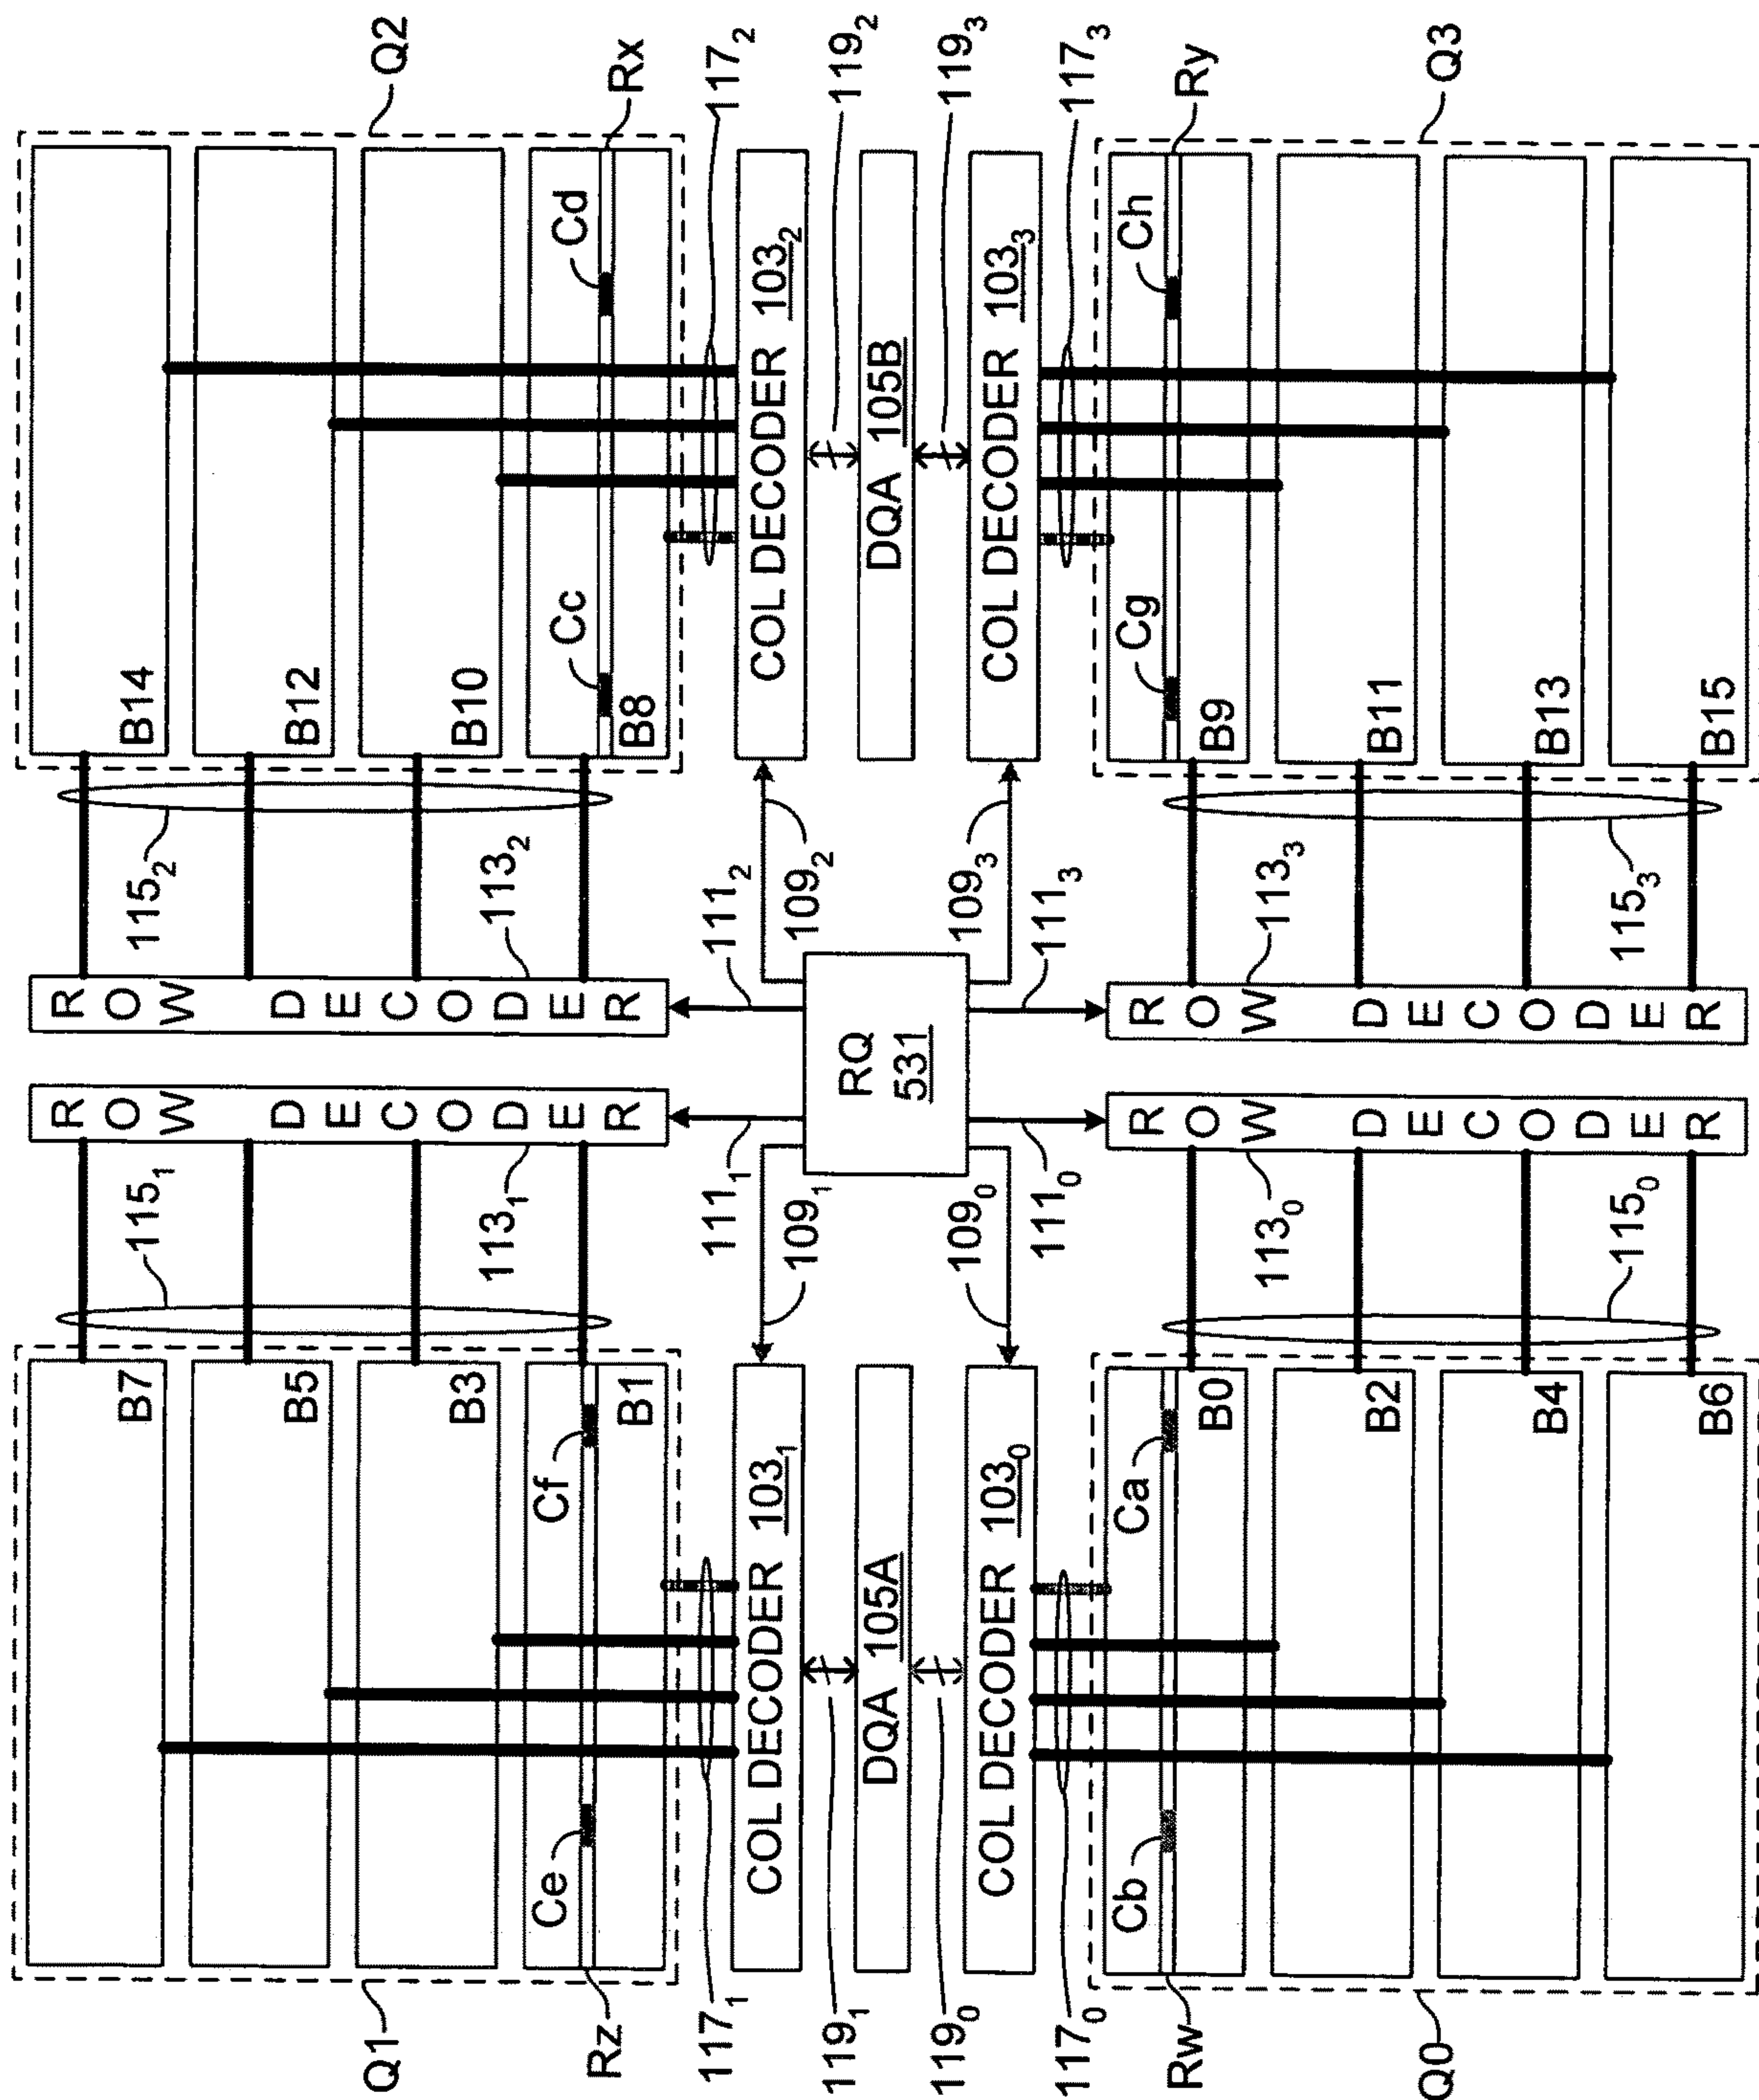 Q1
B7
ROW DECODER
ROW DECODER
B14
Q2
115₁
115₂
B5
B12
B3
B10
113₁
113₂
Ce
Cf
Cc
Cd
Rz
B1
B8
Rx
117₁
111₁
111₂
117₂
COL DECODER 103₁
109₁
109₂
COL DECODER 103₂
119₁
119₂
DQA 105A
RQ
531
DQA 105B
119₀
119₃
COL DECODER 103₀
109₀
109₃
COL DECODER 103₃
117₀
111₀
111₃
117₃
Cb
Ca
Cg
Ch
Rw
B0
ROW DECODER
ROW DECODER
B9
Ry
113₀
113₃
B2
B11
B4
B13
115₀
115₃
Q0
B6
B15
Q3